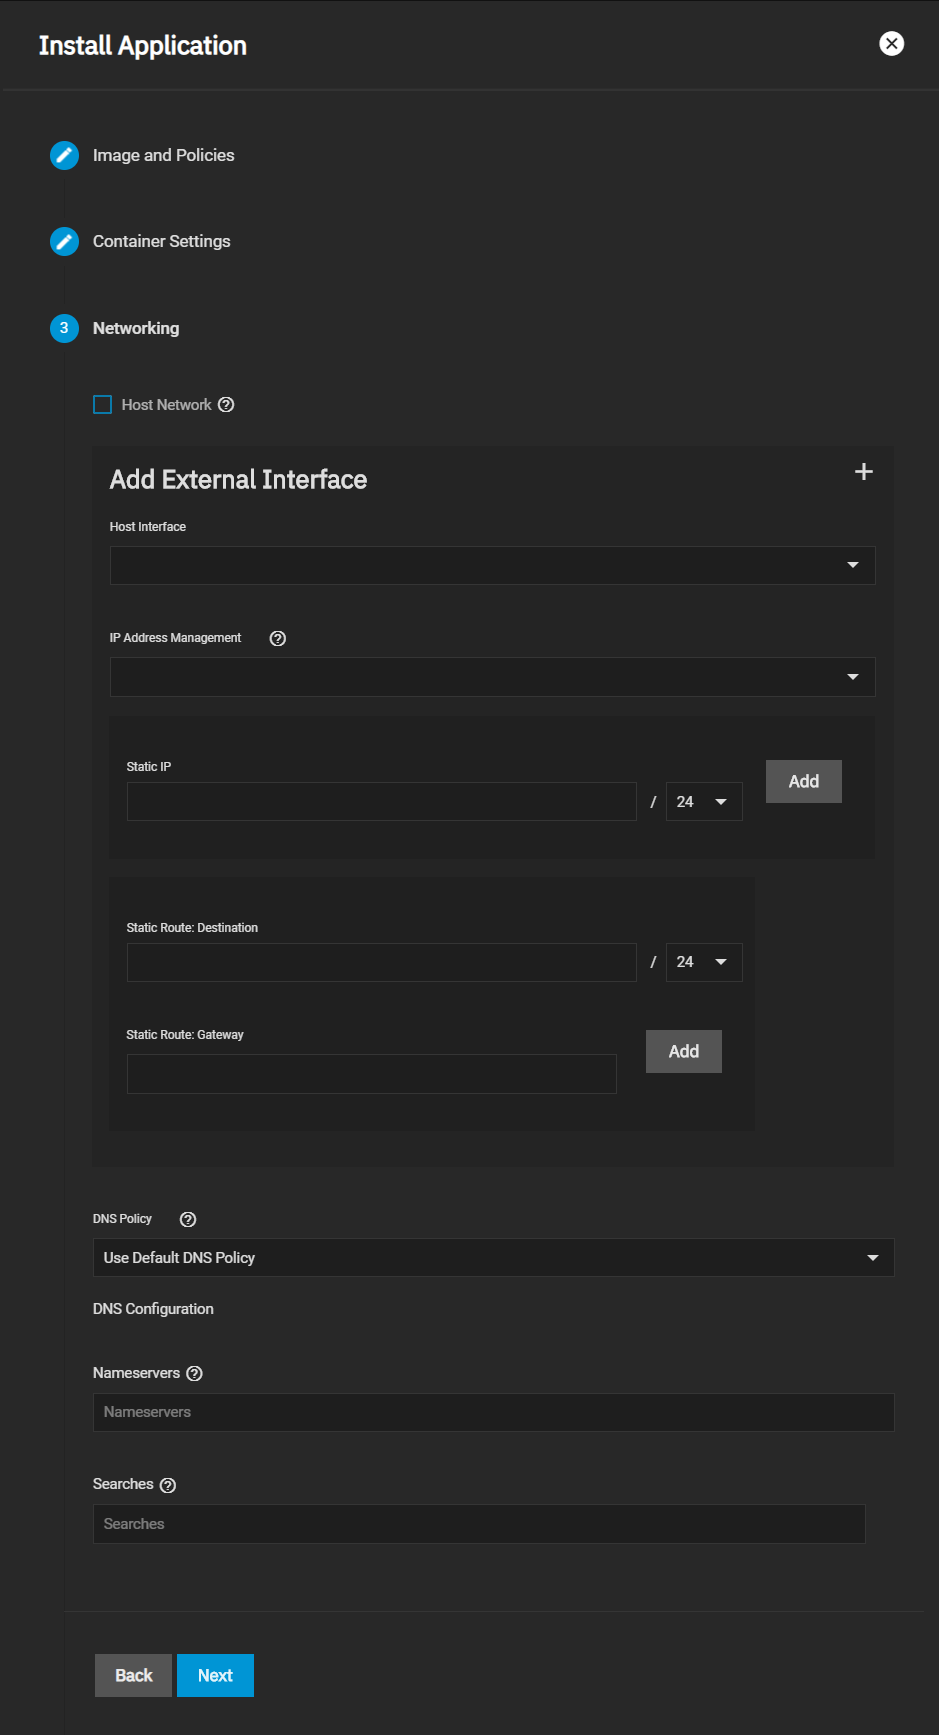 Install Application
Image and Policies
Container Settings
3 Networking
Host Network
Add External Interface
Host Interface
IP Address Management
Static IP
/ 24
Add
Static Route: Destination
/ 24
Static Route: Gateway
Add
DNS Policy
Use Default DNS Policy
DNS Configuration
Nameservers
Nameservers
Searches
Searches
Back Next